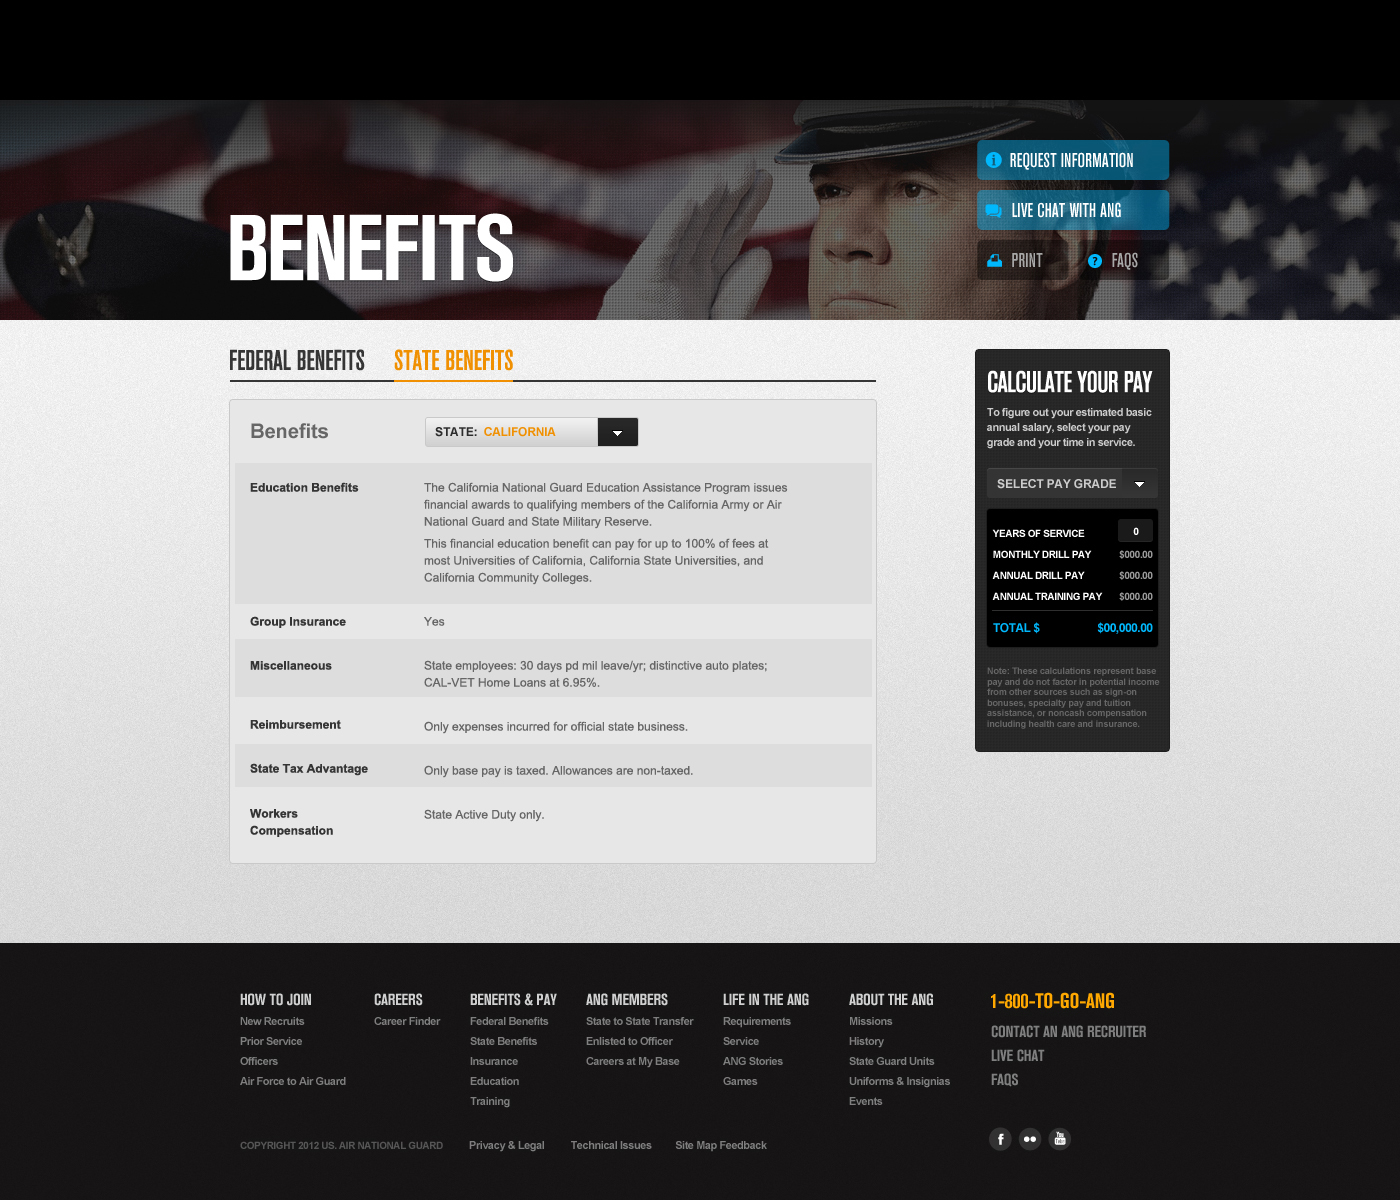 REQUEST INFORMATION
LIVE CHAT WITH ANG
PRINT
FAQS
BENEFITS
FEDERAL BENEFITS
STATE BENEFITS
Benefits
STATE: CALIFORNIA
Education Benefits
The California National Guard Education Assistance Program issues
financial awards to qualifying members of the California Army or Air
National Guard and State Military Reserve.
This financial education benefit can pay for up to 100% of fees at
most Universities of California, California State Universities, and
California Community Colleges.
Group Insurance
Yes
Miscellaneous
State employees: 30 days pd mil leave/yr; distinctive auto plates;
CAL-VET Home Loans at 6.95%.
Reimbursement
Only expenses incurred for official state business.
State Tax Advantage
Only base pay is taxed. Allowances are non-taxed.
Workers
Compensation
State Active Duty only.
CALCULATE YOUR PAY
To figure out your estimated basic
annual salary, select your pay
grade and your time in service.
SELECT PAY GRADE
YEARS OF SERVICE 0
MONTHLY DRILL PAY $000.00
ANNUAL DRILL PAY $000.00
ANNUAL TRAINING PAY $000.00
TOTAL $ $00,000.00
Note: These calculations represent base
pay and do not factor in potential income
from other sources such as sign-on
bonuses, specialty pay and tuition
assistance, or noncash compensation
including health care and insurance.
HOW TO JOIN
New Recruits
Prior Service
Officers
Air Force to Air Guard
CAREERS
Career Finder
BENEFITS & PAY
Federal Benefits
State Benefits
Insurance
Education
Training
ANG MEMBERS
State to State Transfer
Enlisted to Officer
Careers at My Base
LIFE IN THE ANG
Requirements
Service
ANG Stories
Games
ABOUT THE ANG
Missions
History
State Guard Units
Uniforms & Insignias
Events
1-800-TO-GO-ANG
CONTACT AN ANG RECRUITER
LIVE CHAT
FAQS
COPYRIGHT 2012 US. AIR NATIONAL GUARD
Privacy & Legal
Technical Issues
Site Map Feedback
f
You
Tube